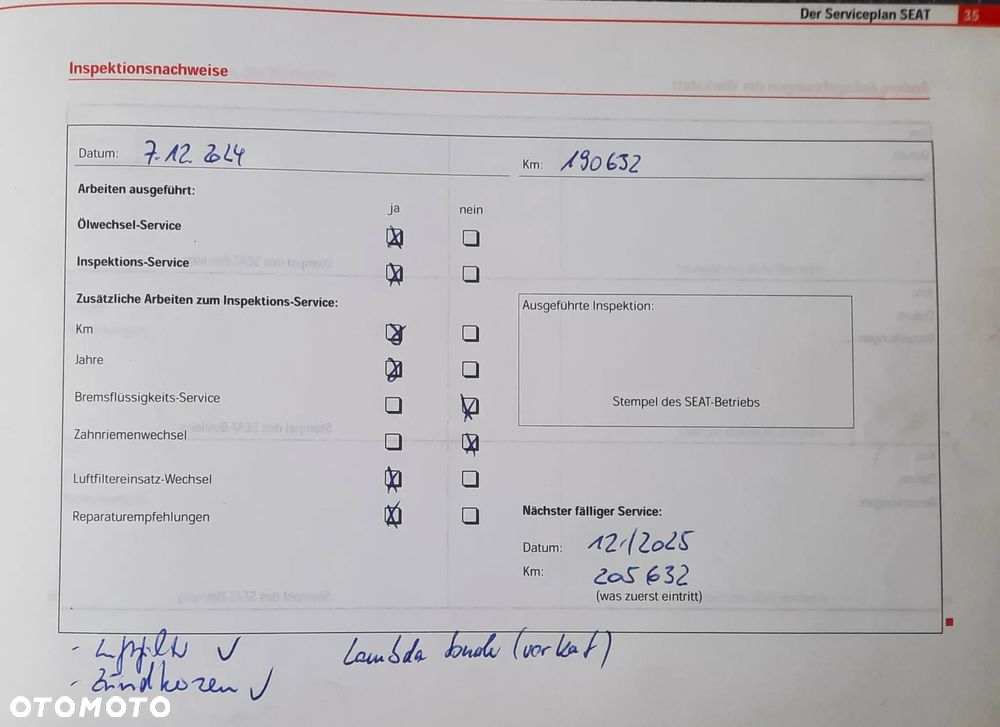 Der Serviceplan SEAT 35
Inspektionsnachweise
Datum: 7.12.2024 Km: 190632
Arbeiten ausgeführt:
ja nein
Ölwechsel-Service
Inspektions-Service
Zusätzliche Arbeiten zum Inspektions-Service:
Ausgeführte Inspektion:
Km
Jahre
Bremsflüssigkeits-Service
Stempel des SEAT-Betriebs
Zahnriemenwechsel
Luftfiltereinsatz-Wechsel
Reparaturempfehlungen
Nächster fälliger Service:
Datum: 12/2025
Km: 205632
(was zuerst eintritt)
- Luftfilter ✓ Lambda Sonde (vor Kat)
- Zündkerzen ✓
OTOMOTO